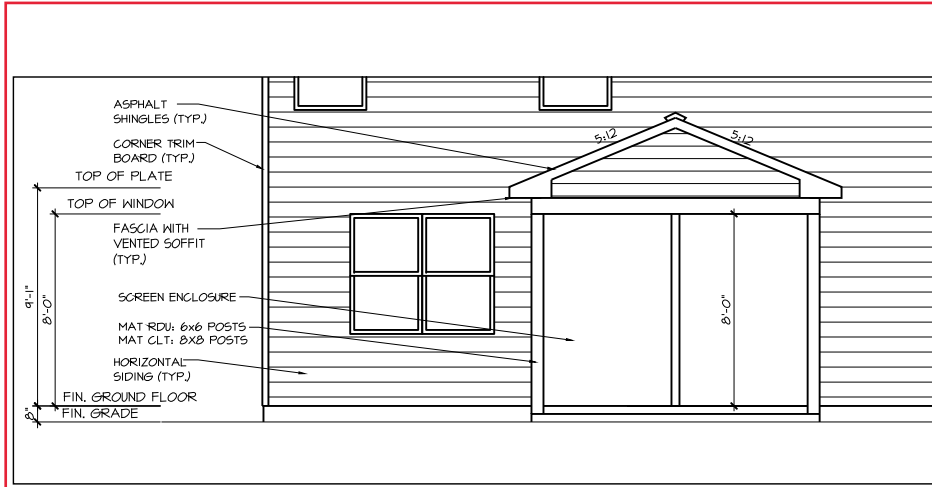 ASPHALT
SHINGLES (TYP.)
5:12
5:12
CORNER TRIM
BOARD (TYP.)
TOP OF PLATE
TOP OF WINDOW
FASCIA WITH
VENTED SOFFIT
(TYP.)
9'-1"
8'-0"
SCREEN ENCLOSURE
8'-0"
MAT RDU: 6x6 POSTS
MAT CLT: 8X8 POSTS
HORIZONTAL
SIDING (TYP.)
FIN. GROUND FLOOR
8"
FIN. GRADE